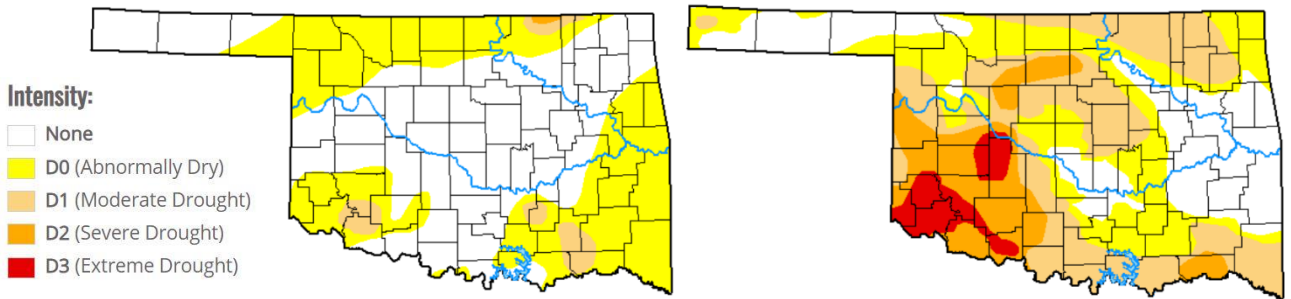 Intensity:
None
D0 (Abnormally Dry)
D1 (Moderate Drought)
D2 (Severe Drought)
D3 (Extreme Drought)